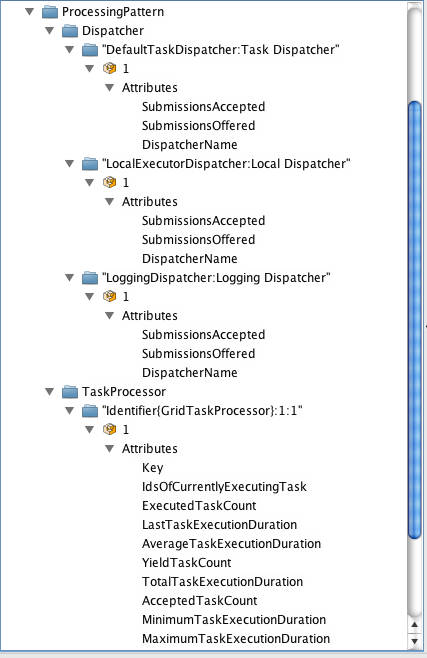 ProcessingPattern
Dispatcher
"DefaultTaskDispatcher:Task Dispatcher"
1
Attributes
SubmissionsAccepted
SubmissionsOffered
DispatcherName
"LocalExecutorDispatcher:Local Dispatcher"
1
Attributes
SubmissionsAccepted
SubmissionsOffered
DispatcherName
"LoggingDispatcher:Logging Dispatcher"
1
Attributes
SubmissionsAccepted
SubmissionsOffered
DispatcherName
TaskProcessor
"Identifier{GridTaskProcessor}:1:1"
1
Attributes
Key
IdsOfCurrentlyExecutingTask
ExecutedTaskCount
LastTaskExecutionDuration
AverageTaskExecutionDuration
YieldTaskCount
TotalTaskExecutionDuration
AcceptedTaskCount
MinimumTaskExecutionDuration
MaximumTaskExecutionDuration